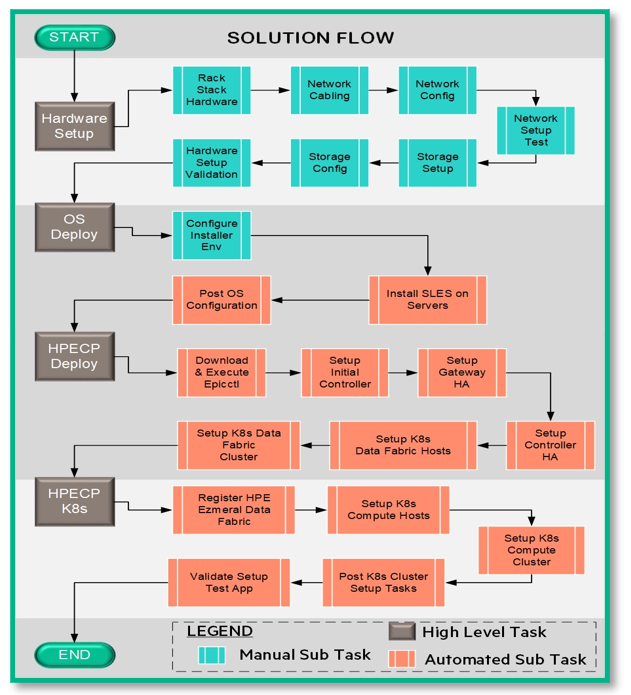 START
SOLUTION FLOW
Hardware
Setup
Rack
Stack
Hardware
Network
Cabling
Network
Config
Network
Setup
Test
Storage
Setup
Storage
Config
Hardware
Setup
Validation
OS
Deploy
Configure
Installer
Env
Install SLES on
Servers
Post OS
Configuration
HPECP
Deploy
Download
& Execute
Epicctl
Setup
Initial
Controller
Setup
Gateway
HA
Setup
Controller
HA
Setup K8s
Data Fabric Hosts
Setup K8s Data
Fabric
Cluster
HPECP
K8s
Register HPE
Ezmeral Data
Fabric
Setup K8s
Compute Hosts
Setup K8s
Compute
Cluster
Post K8s Cluster
Setup Tasks
Validate Setup
Test App
END
LEGEND
High Level Task
Manual Sub Task
Automated Sub Task